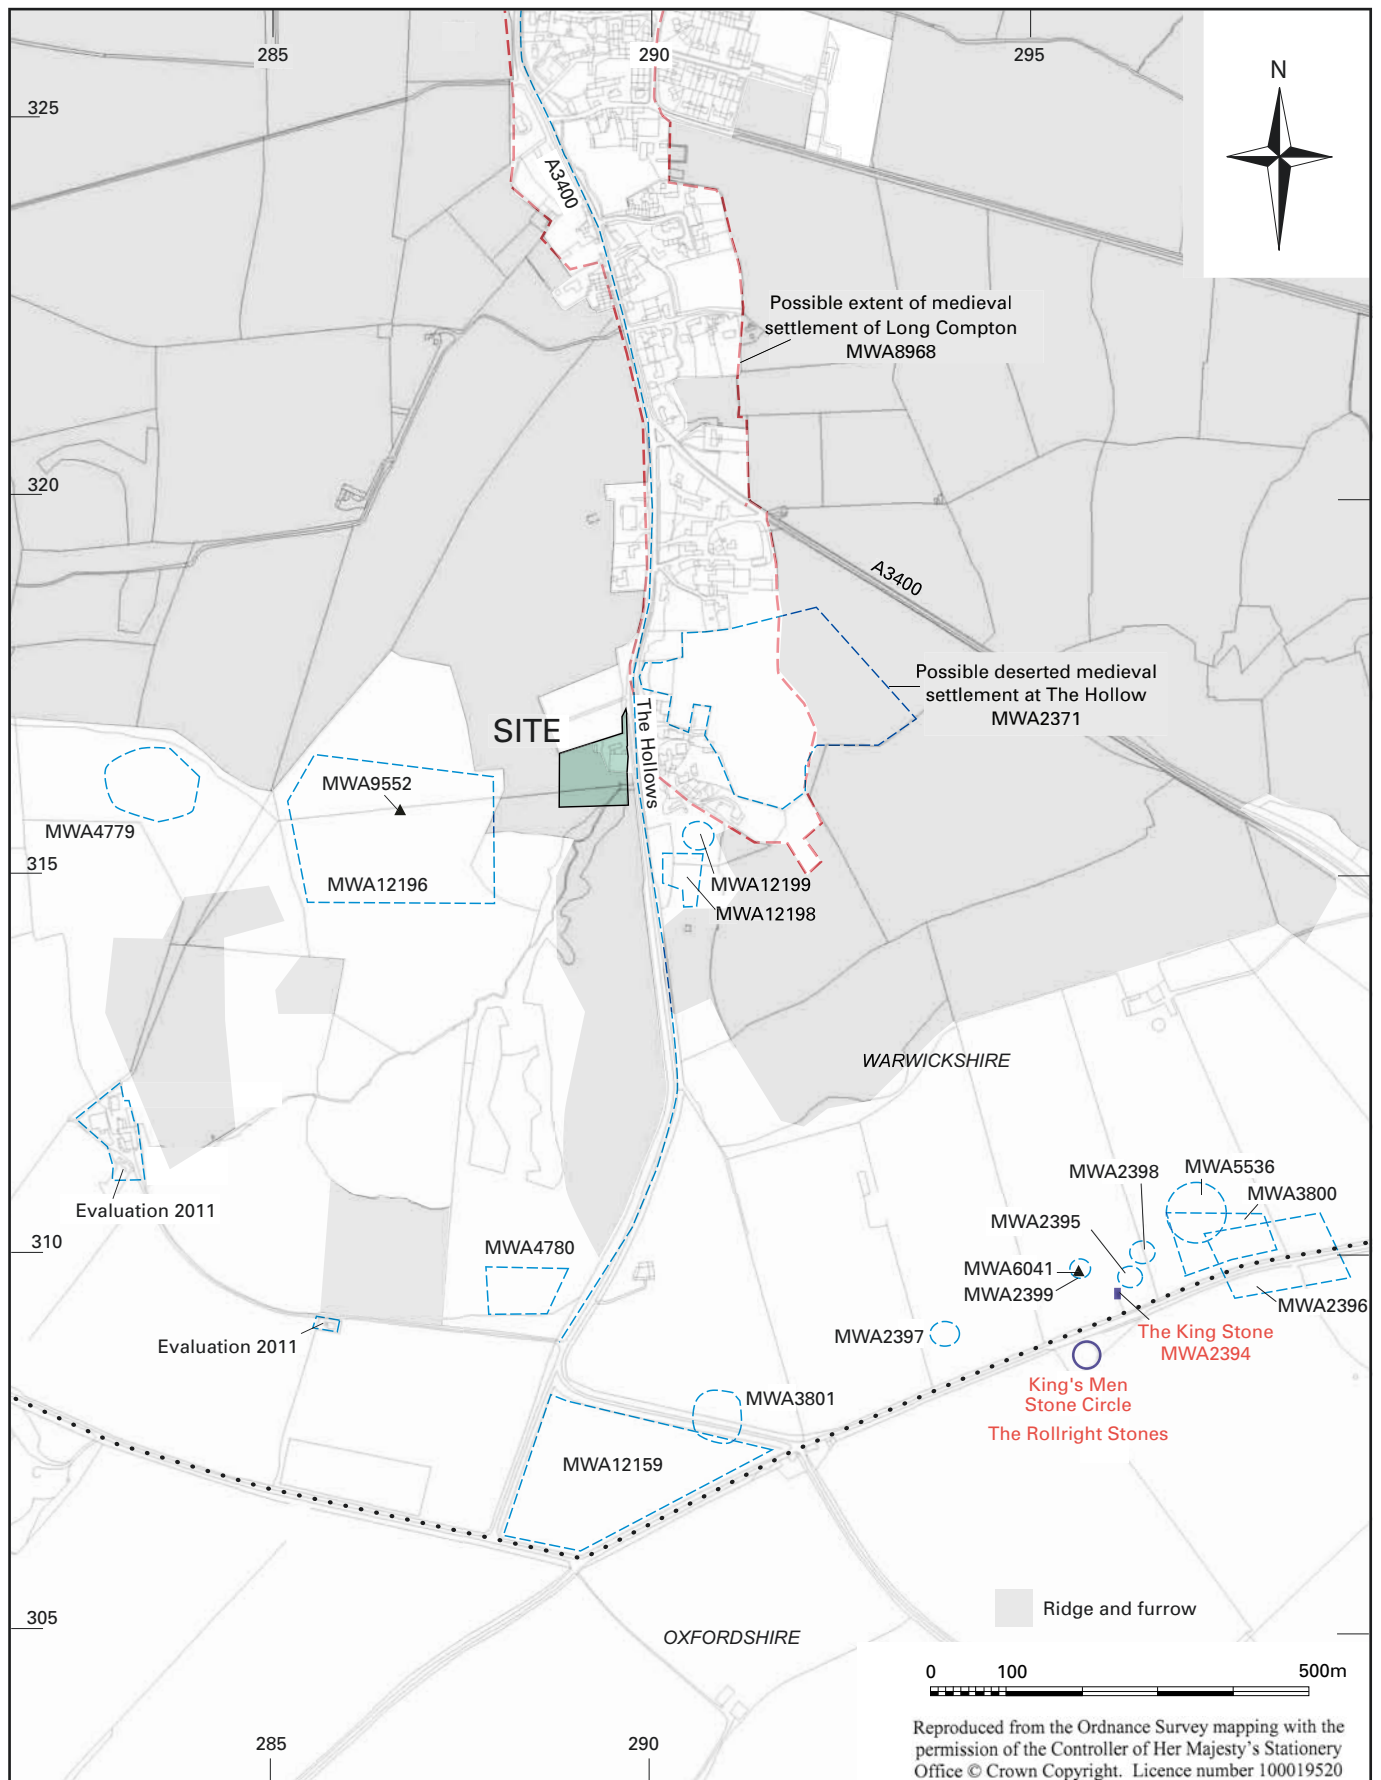 285
290
295
N
325
A3400
Possible extent of medieval
settlement of Long Compton
MWA8968
320
A3400
Possible deserted medieval
settlement at The Hollow
MWA2371
The Hollows
SITE
MWA9552
MWA4779
MWA12196
315
MWA12199
MWA12198
WARWICKSHIRE
MWA2398
MWA5536
MWA3800
Evaluation 2011
MWA2395
310
MWA4780
MWA6041
MWA2399
MWA2396
Evaluation 2011
MWA2397
The King Stone
MWA2394
King's Men
Stone Circle
MWA3801
The Rollright Stones
MWA12159
305
Ridge and furrow
OXFORDSHIRE
0 100 500m
285
290
Reproduced from the Ordnance Survey mapping with the
permission of the Controller of Her Majesty's Stationery
Office © Crown Copyright. Licence number 100019520